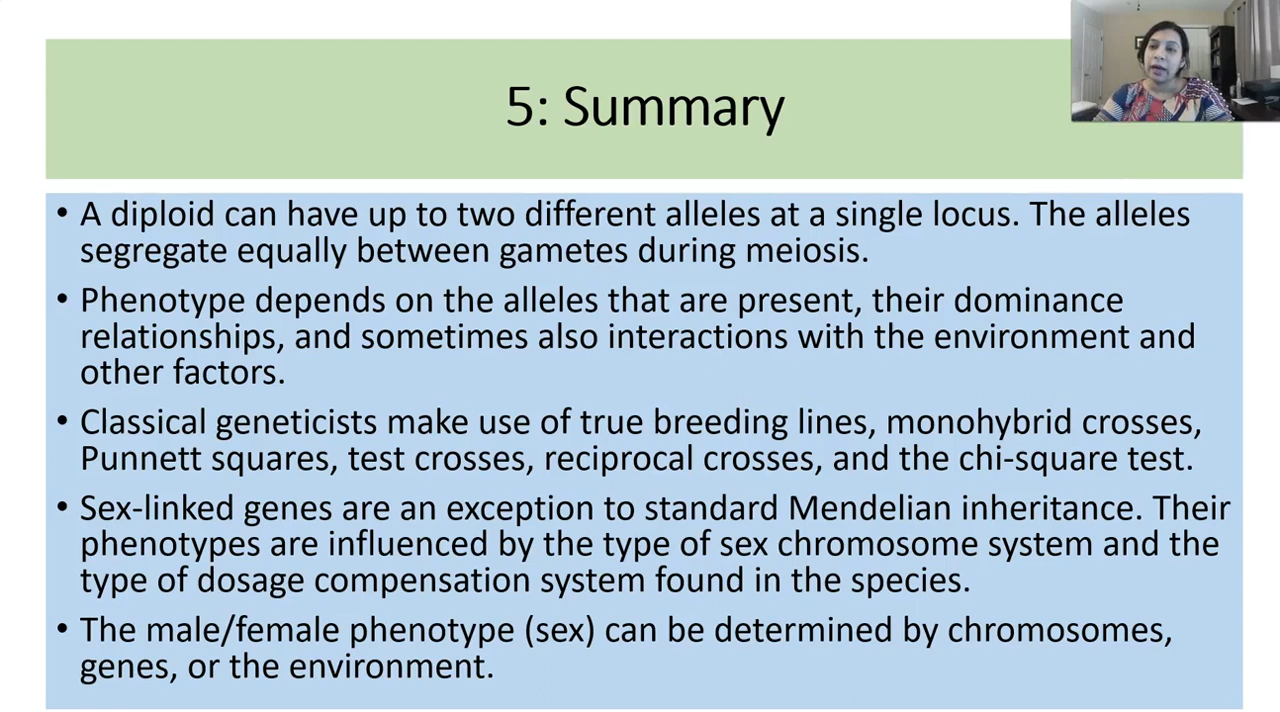 5: Summary
• A diploid can have up to two different alleles at a single locus. The alleles
segregate equally between gametes during meiosis.
• Phenotype depends on the alleles that are present, their dominance
relationships, and sometimes also interactions with the environment and
other factors.
• Classical geneticists make use of true breeding lines, monohybrid crosses,
Punnett squares, test crosses, reciprocal crosses, and the chi-square test.
• Sex-linked genes are an exception to standard Mendelian inheritance. Their
phenotypes are influenced by the type of sex chromosome system and the
type of dosage compensation system found in the species.
• The male/female phenotype (sex) can be determined by chromosomes,
genes, or the environment.